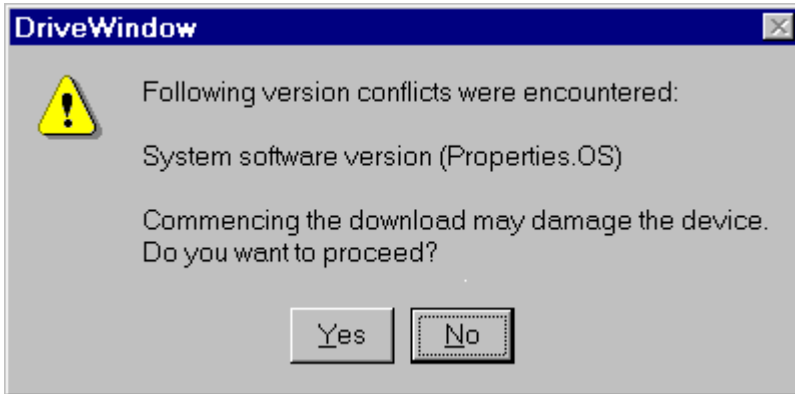 DriveWindow
Following version conflicts were encountered:
System software version (Properties.OS)
Commencing the download may damage the device.
Do you want to proceed?
Yes No